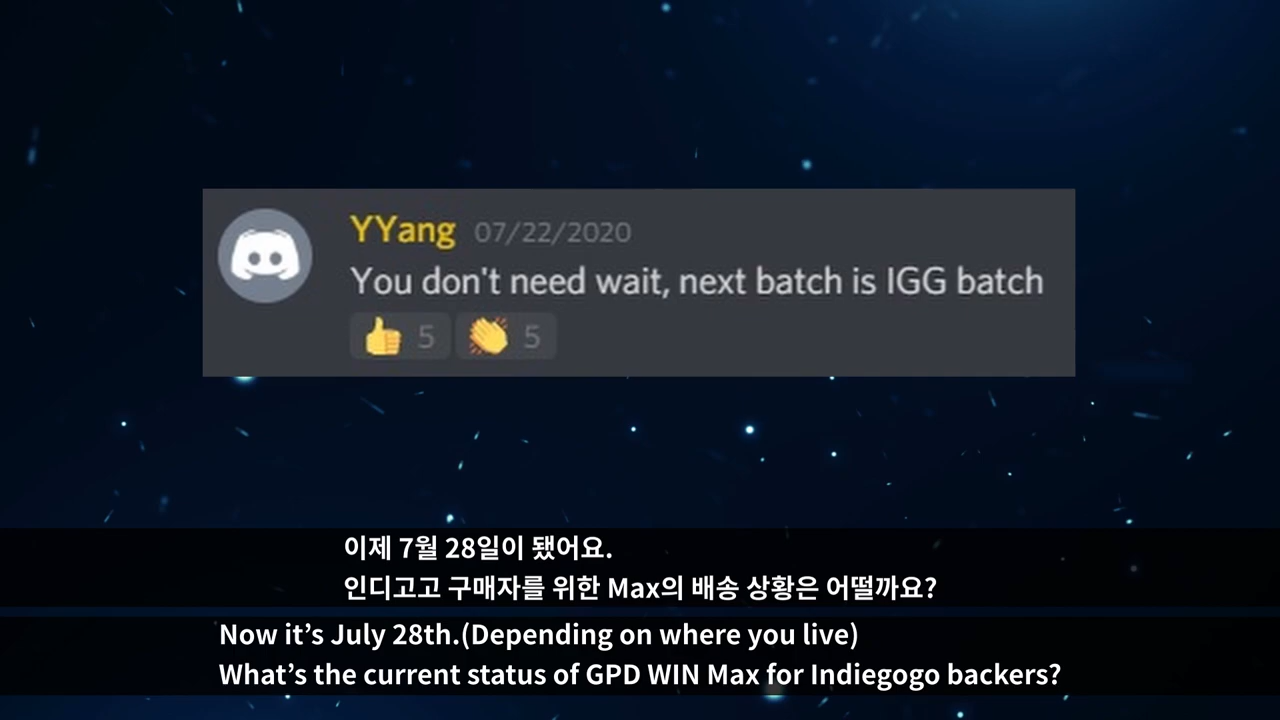 YYang 07/22/2020
You don't need wait, next batch is IGG batch
👍 5 👏 5
이제 7월 28일이 됐어요.
인디고고 구매자를 위한 Max의 배송 상황은 어떨까요?
Now it’s July 28th.(Depending on where you live)
What’s the current status of GPD WIN Max for Indiegogo backers?